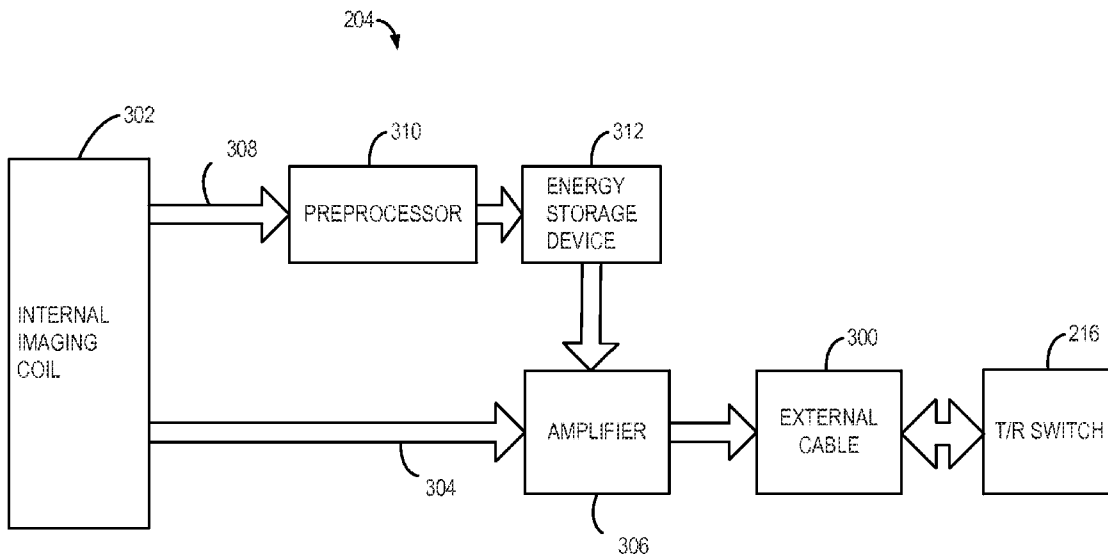 204
302
308
310
312
PREPROCESSOR
ENERGY
STORAGE
DEVICE
INTERNAL
IMAGING
COIL
300
216
AMPLIFIER
EXTERNAL
CABLE
T/R SWITCH
304
306